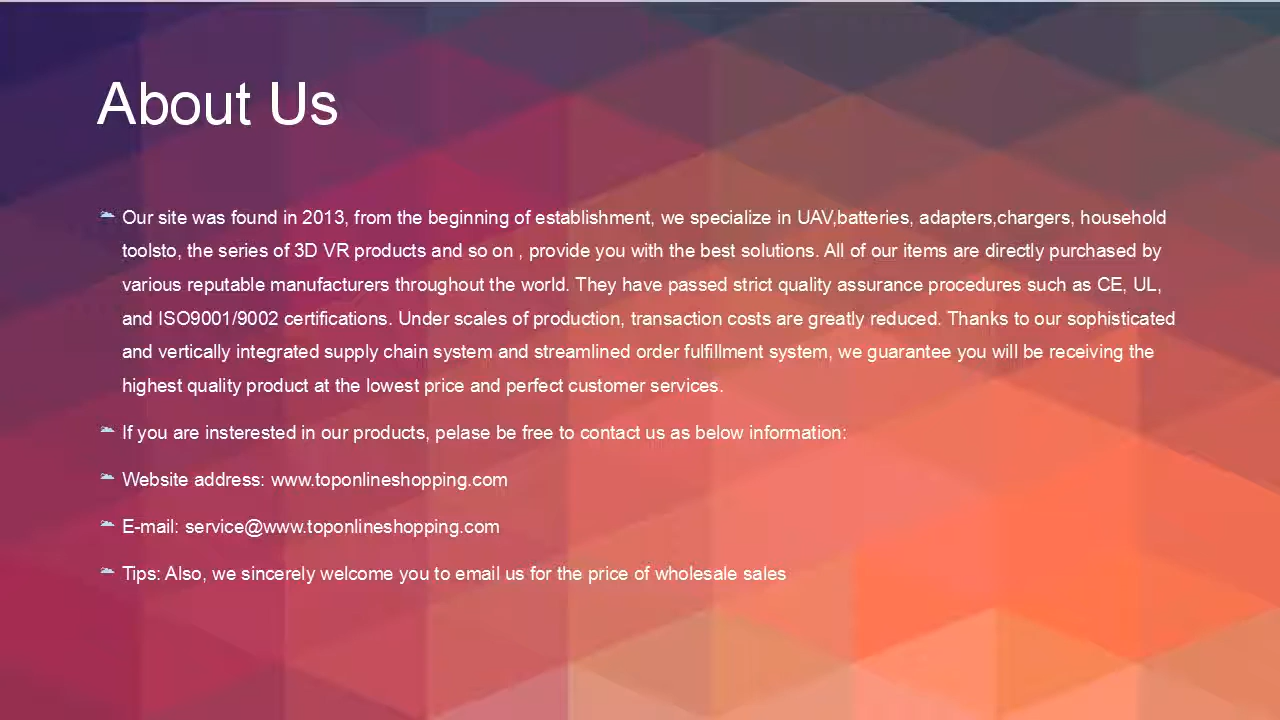 About Us
Our site was found in 2013, from the beginning of establishment, we specialize in UAV,batteries, adapters,chargers, household
toolsto, the series of 3D VR products and so on , provide you with the best solutions. All of our items are directly purchased by
various reputable manufacturers throughout the world. They have passed strict quality assurance procedures such as CE, UL,
and ISO9001/9002 certifications. Under scales of production, transaction costs are greatly reduced. Thanks to our sophisticated
and vertically integrated supply chain system and streamlined order fulfillment system, we guarantee you will be receiving the
highest quality product at the lowest price and perfect customer services.
If you are insterested in our products, pelase be free to contact us as below information:
Website address: www.toponlineshopping.com
E-mail: service@www.toponlineshopping.com
Tips: Also, we sincerely welcome you to email us for the price of wholesale sales